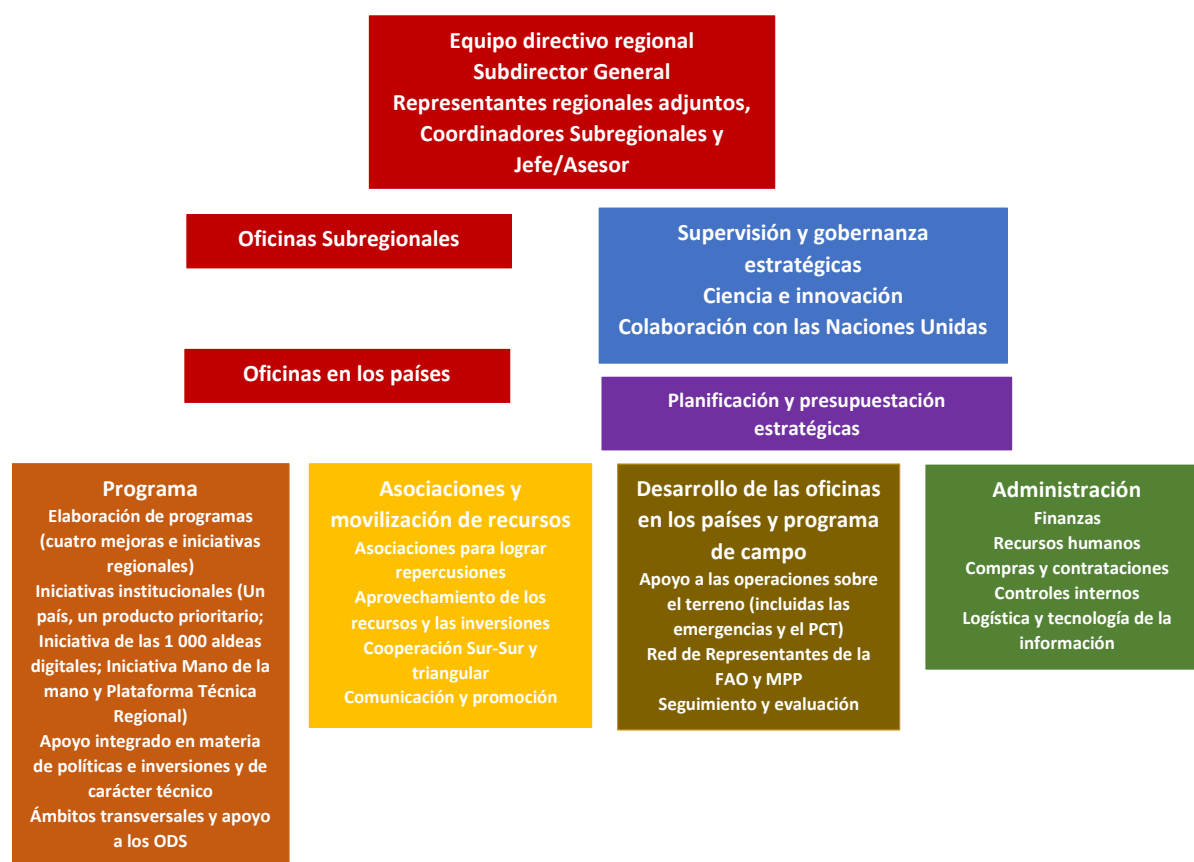 Equipo directivo regional
Subdirector General
Representantes regionales adjuntos,
Coordinadores Subregionales y
Jefe/Asesor
Oficinas Subregionales
Supervisión y gobernanza
estratégicas
Ciencia e innovación
Colaboración con las Naciones Unidas
Oficinas en los países
Planificación y presupuestación
estratégicas
Programa
Elaboración de programas
(cuatro mejoras e iniciativas
regionales)
Iniciativas institucionales (Un
país, un producto prioritario;
Iniciativa de las 1 000 aldeas
digitales; Iniciativa Mano de la
mano y Plataforma Técnica
Regional)
Apoyo integrado en materia
de políticas e inversiones y de
carácter técnico
Ámbitos transversales y apoyo
a los ODS
Asociaciones y
movilización de recursos
Asociaciones para lograr
repercusiones
Aprovechamiento de los
recursos y las inversiones
Cooperación Sur-Sur y
triangular
Comunicación y promoción
Desarrollo de las oficinas
en los países y programa
de campo
Apoyo a las operaciones sobre
el terreno (incluidas las
emergencias y el PCT)
Red de Representantes de la
FAO y MPP
Seguimiento y evaluación
Administración
Finanzas
Recursos humanos
Compras y contrataciones
Controles internos
Logística y tecnología de la
información